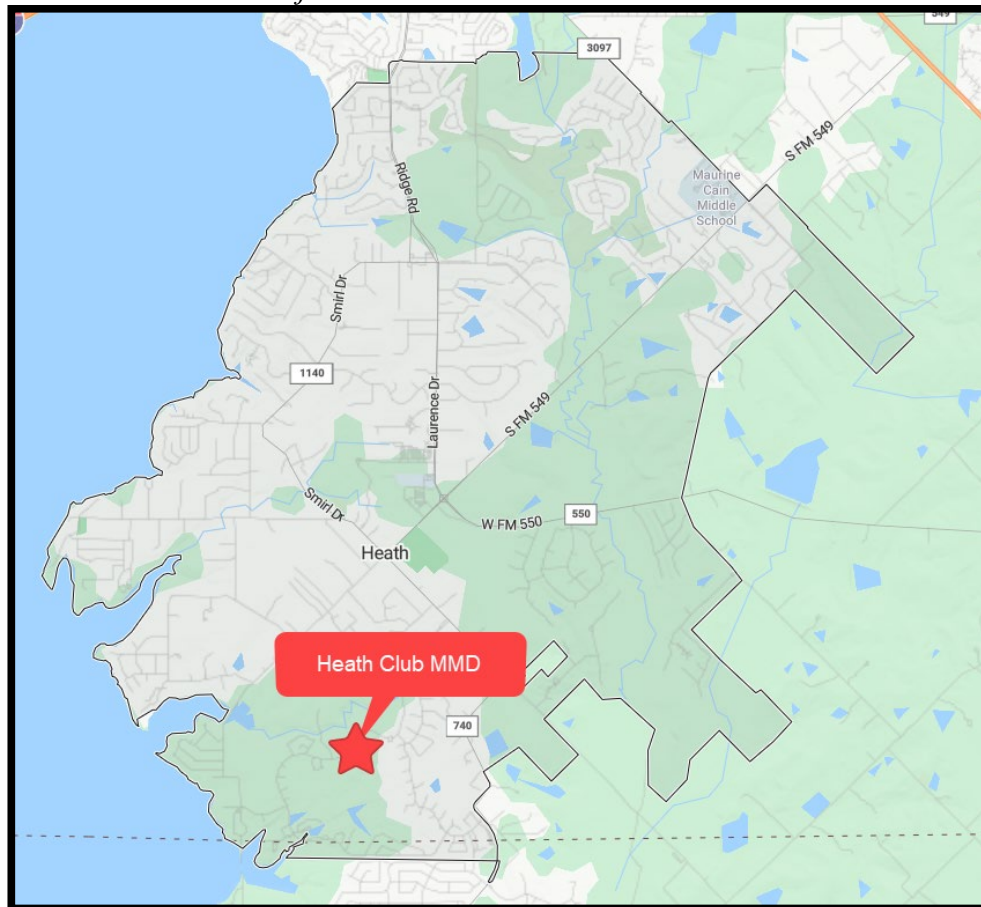 3097
549
S FM 549
Maurine
Cain
Middle
School
Ridge Rd
Smirl Dr
1140
Laurence Dr
S FM 549
Smirl Dr
W FM 550
550
Heath
Heath Club MMD
740